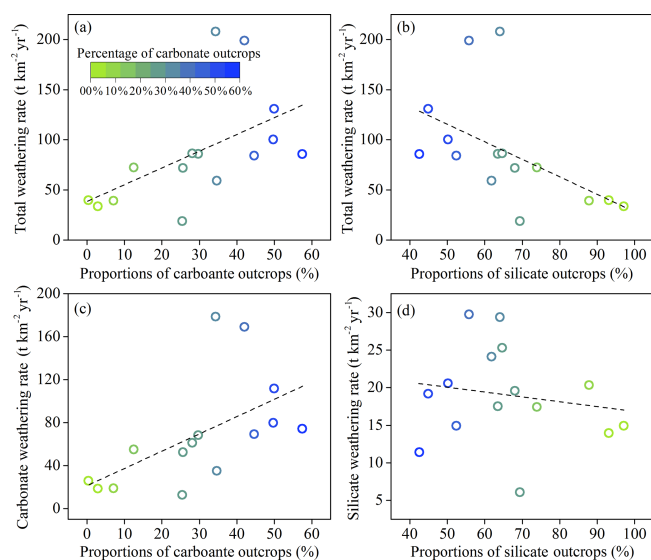 (a)
Percentage of carbonate outcrops
00% 10% 20% 30% 40% 50% 60%
200
150
100
50
0
Total weathering rate (t km-2 yr-1)
0 10 20 30 40 50 60
Proportions of carboante outcrops (%)
(b)
200
150
100
50
0
Total weathering rate (t km-2 yr-1)
40 50 60 70 80 90 100
Proportions of silicate outcrops (%)
(c)
180
120
80
40
0
Carbonate weathering rate (t km-2 yr-1)
0 10 20 30 40 50 60
Proportions of carboante outcrops (%)
(d)
30
25
20
15
10
5
Silicate weathering rate (t km-2 yr-1)
40 50 60 70 80 90 100
Proportions of silicate outcrops (%)